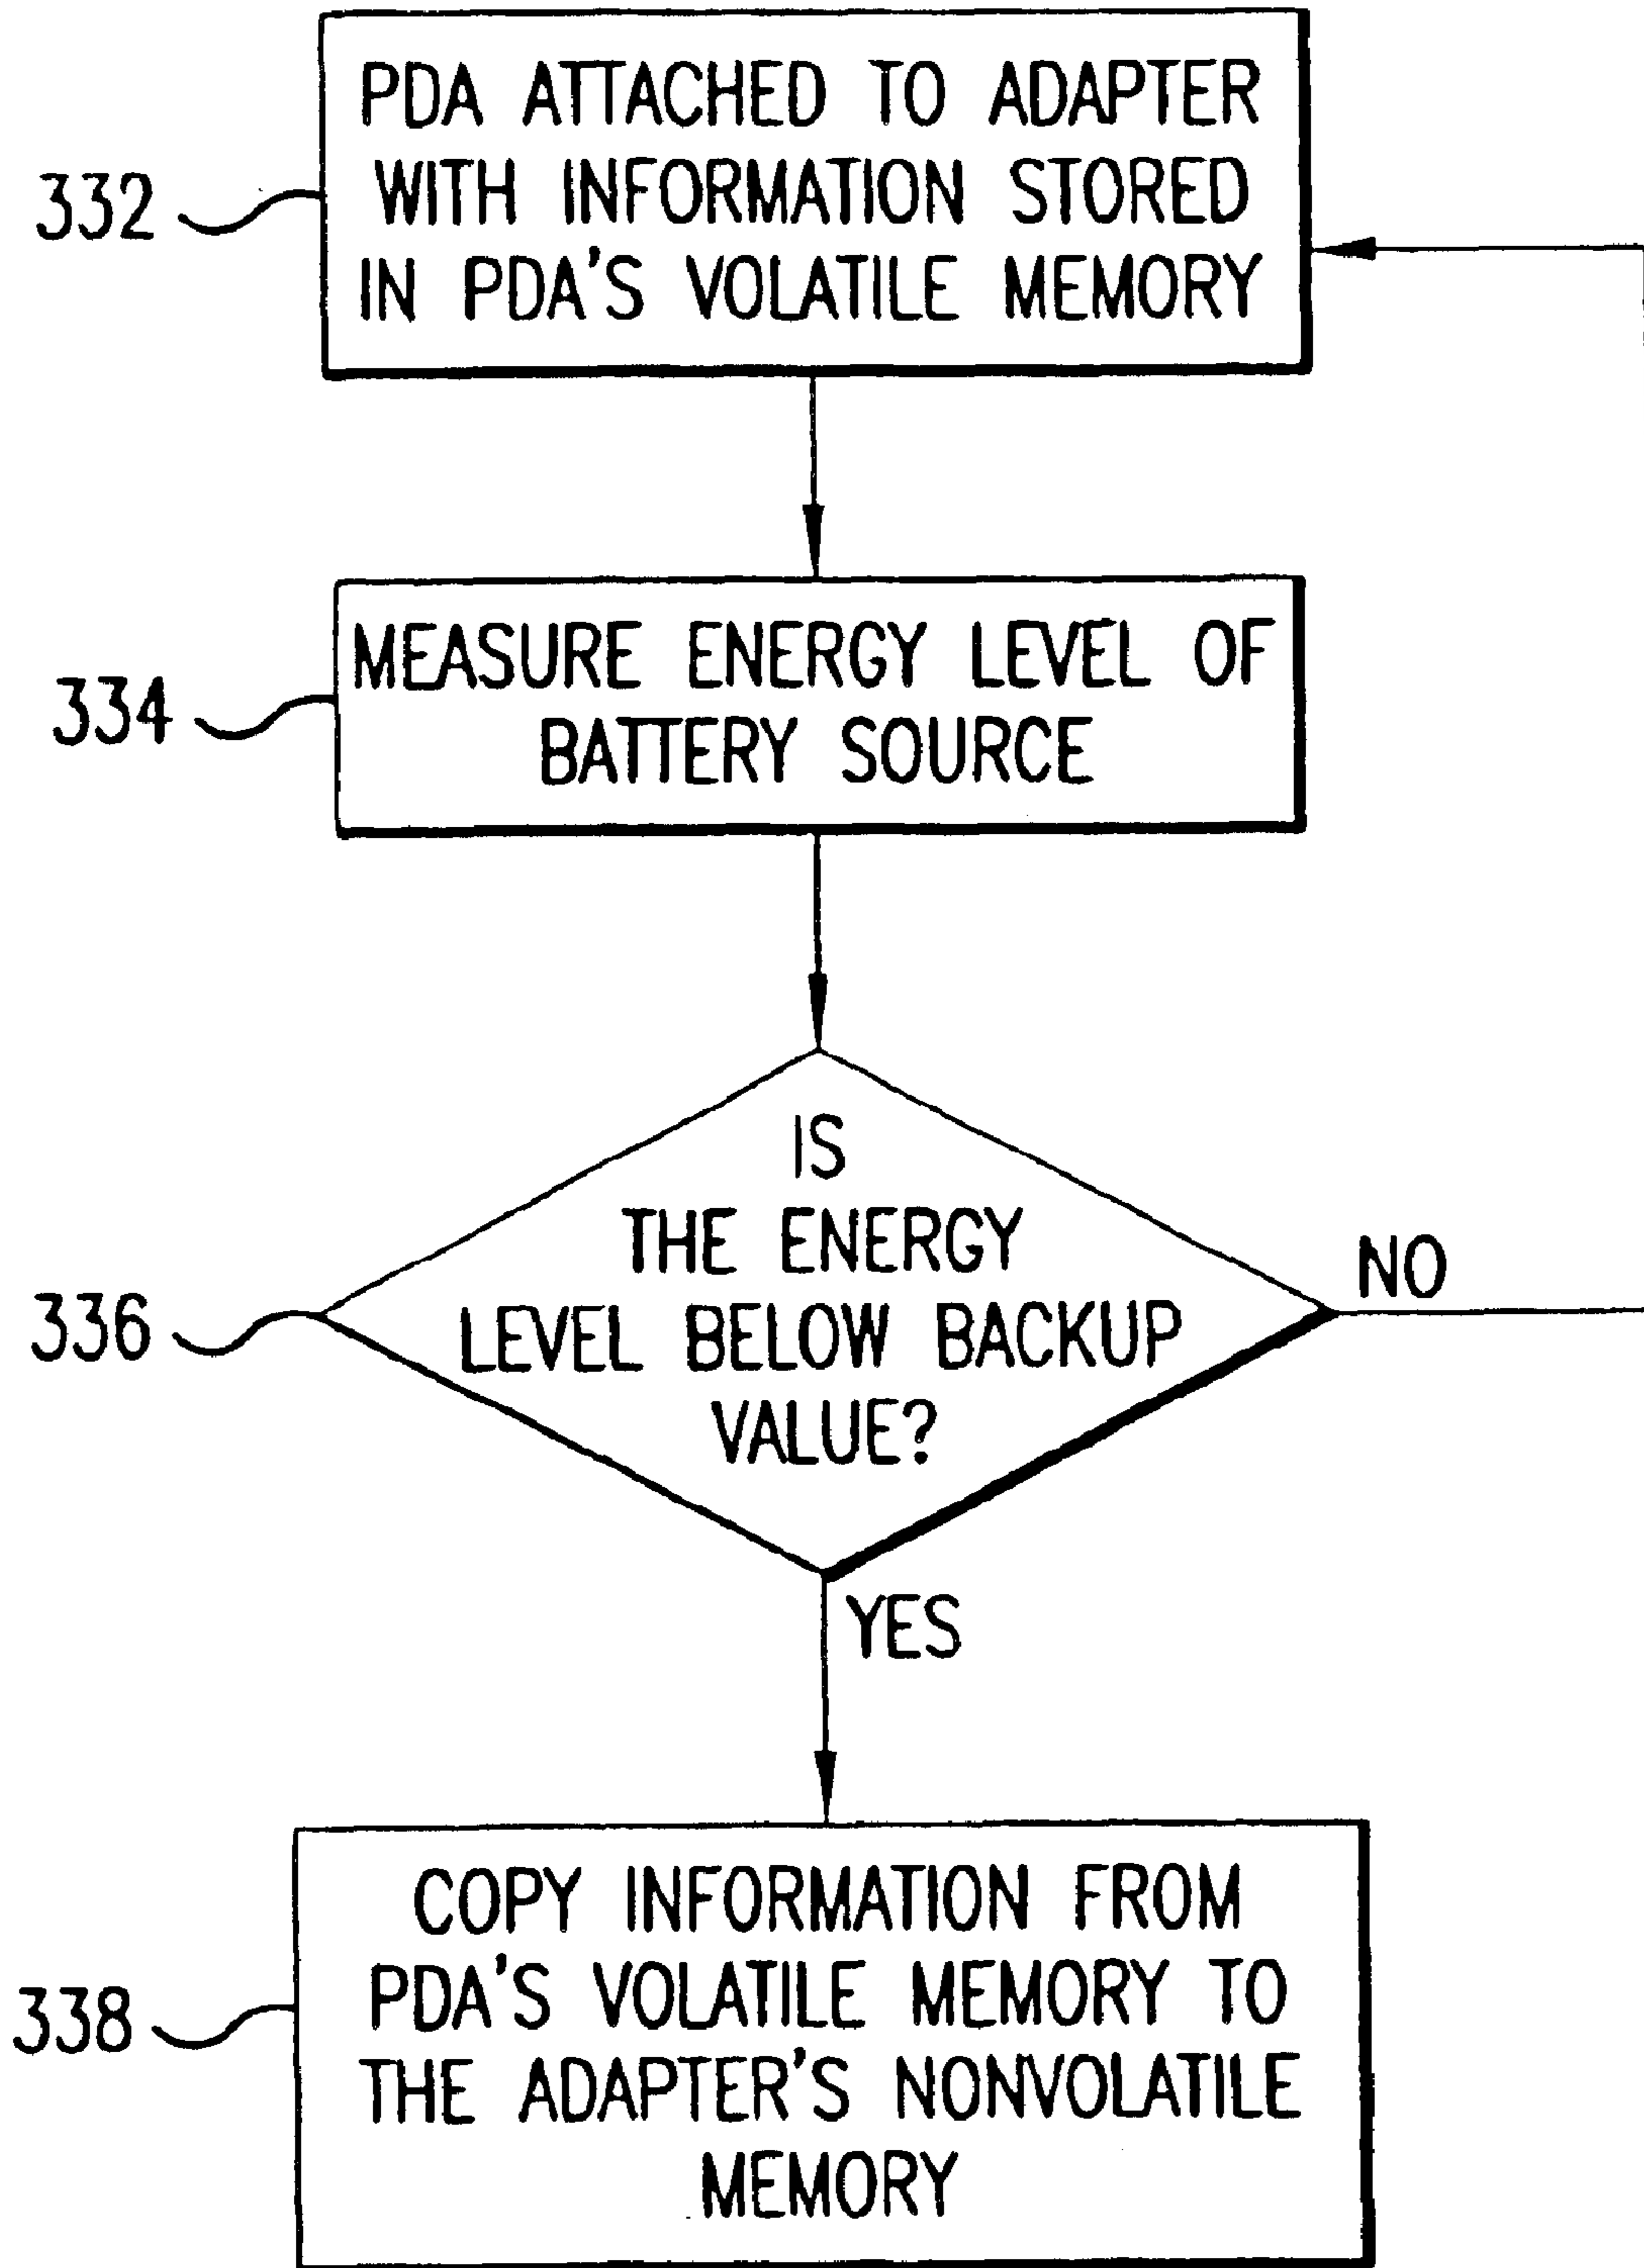 PDA ATTACHED TO ADAPTER
WITH INFORMATION STORED
IN PDA'S VOLATILE MEMORY
332
MEASURE ENERGY LEVEL OF
BATTERY SOURCE
334
IS
THE ENERGY
LEVEL BELOW BACKUP
VALUE?
336
NO
YES
COPY INFORMATION FROM
PDA'S VOLATILE MEMORY TO
THE ADAPTER'S NONVOLATILE
MEMORY
338